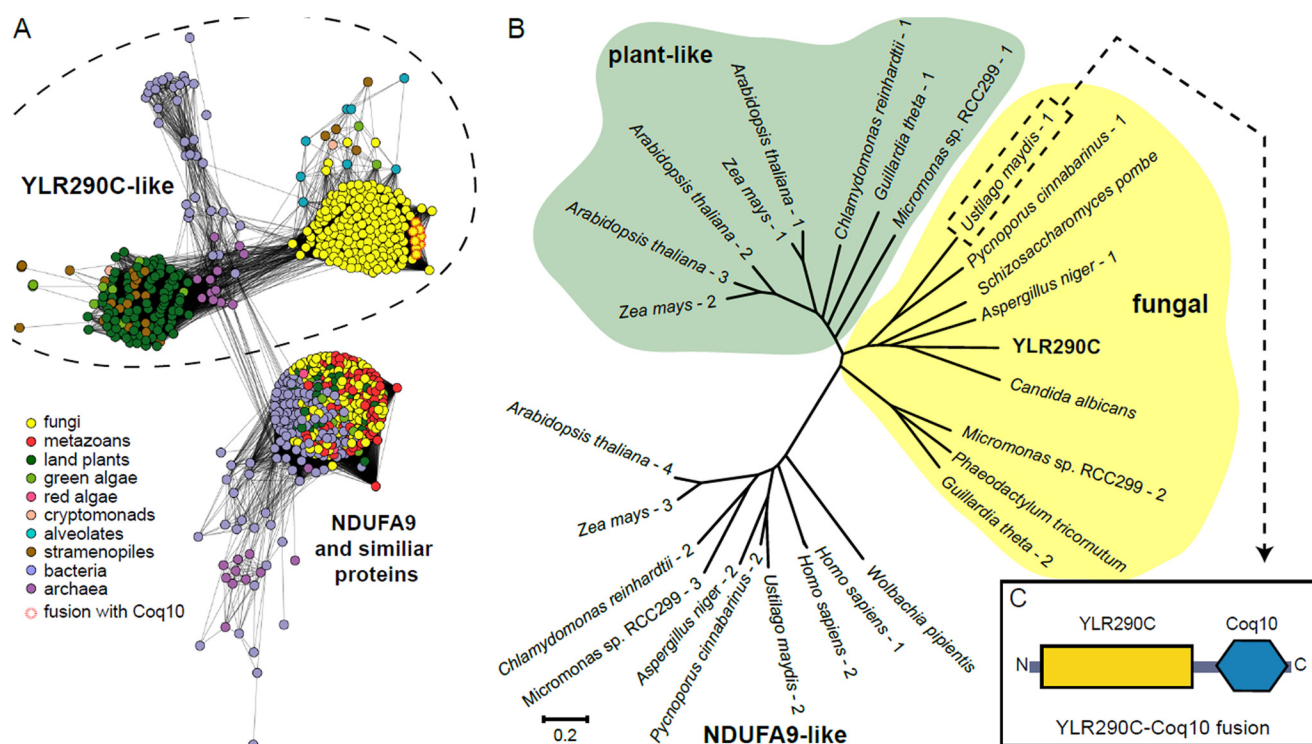 A
YLR290C-like
fungi
metazoans
land plants
green algae
red algae
cryptomonads
alveolates
stramenopiles
bacteria
archaea
fusion with Coq10
NDUFA9
and similiar
proteins
B
plant-like
Arabidopsis thaliana - 3
Zea mays - 2
Arabidopsis thaliana - 2
Zea mays - 1
Arabidopsis thaliana - 1
Chlamydomonas reinhardtii - 1
Guillardia theta - 1
Micromonas sp. RCC299 - 1
Ustilago maydis - 1
Pycnoporus cinnabarinus - 1
Schizosaccharomyces pombe
Aspergillus niger - 1
fungal
YLR290C
Candida albicans
Micromonas sp. RCC299 - 2
Phaeodactylum tricornutum
Guillardia theta - 2
Arabidopsis thaliana - 4
Zea mays - 3
Chlamydomonas reinhardtii - 2
Micromonas sp. RCC299 - 3
Aspergillus niger - 2
Pycnoporus cinnabarinus - 2
Ustilago maydis - 2
Homo sapiens - 2
Homo sapiens - 1
Wolbachia pipientis
0.2
NDUFA9-like
C
YLR290C
Coq10
N
C
YLR290C-Coq10 fusion